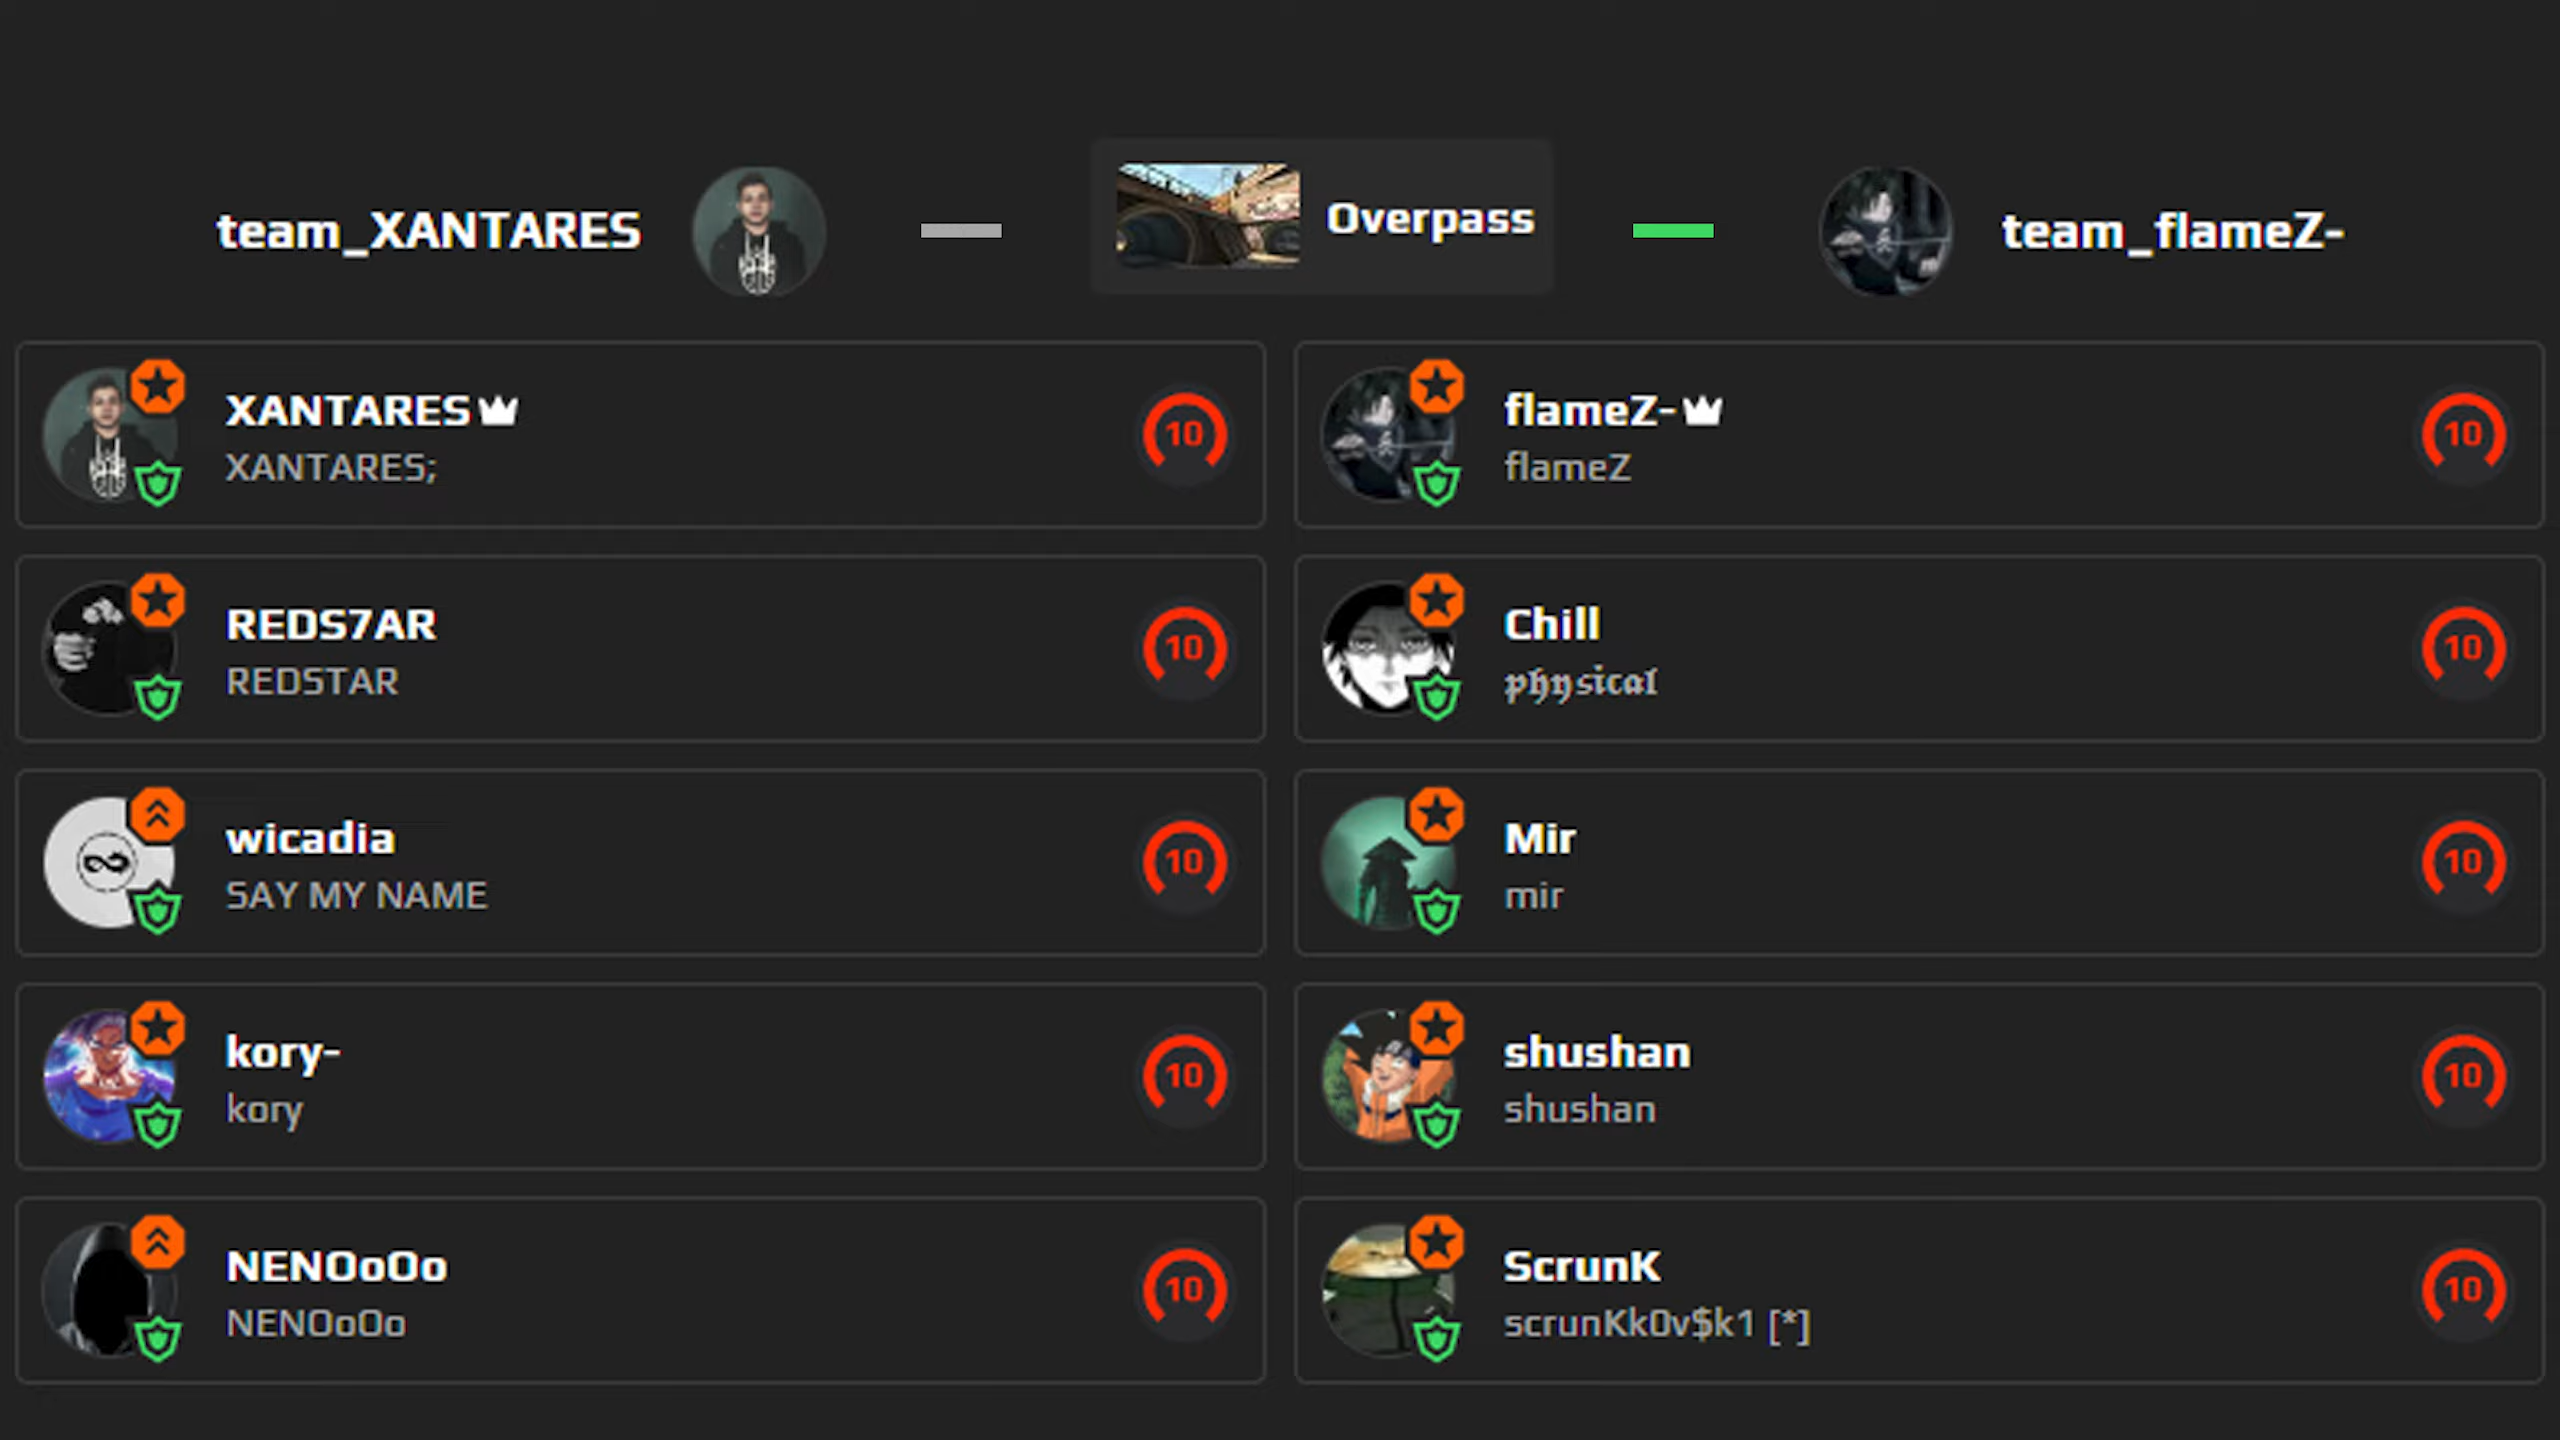 team_XANTARES
Overpass
team_flameZ-
XANTARES
XANTARES;
10
flameZ-
flameZ
10
REDS7AR
REDSTAR
10
Chill
𝖕𝖍𝖞𝖘𝖎𝖈𝖆𝖑
10
wicadia
SAY MY NAME
10
Mir
mir
10
kory-
kory
10
shushan
shushan
10
NENOoOo
NENOoOo
10
ScrunK
scrunKk0v$k1 [*]
10